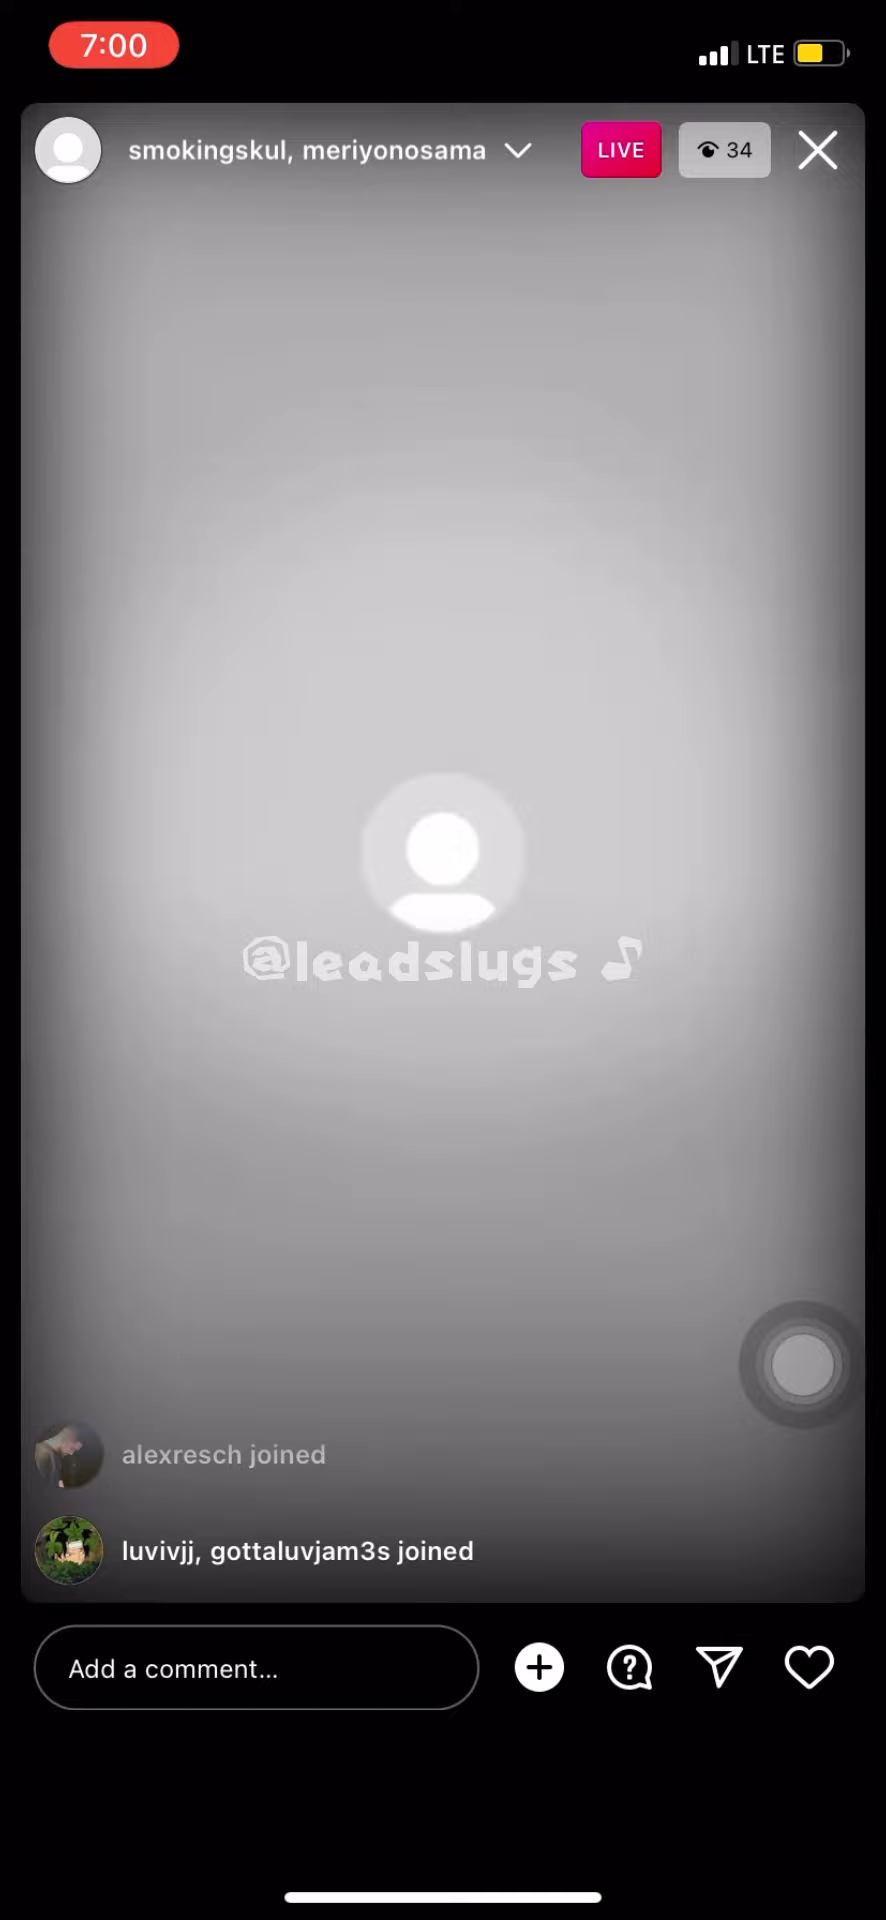 7:00
LTE
smokingskul, meriyonosama
LIVE
34
@leadslugs
alexresch joined
luvivjj, gottaluvjam3s joined
Add a comment...